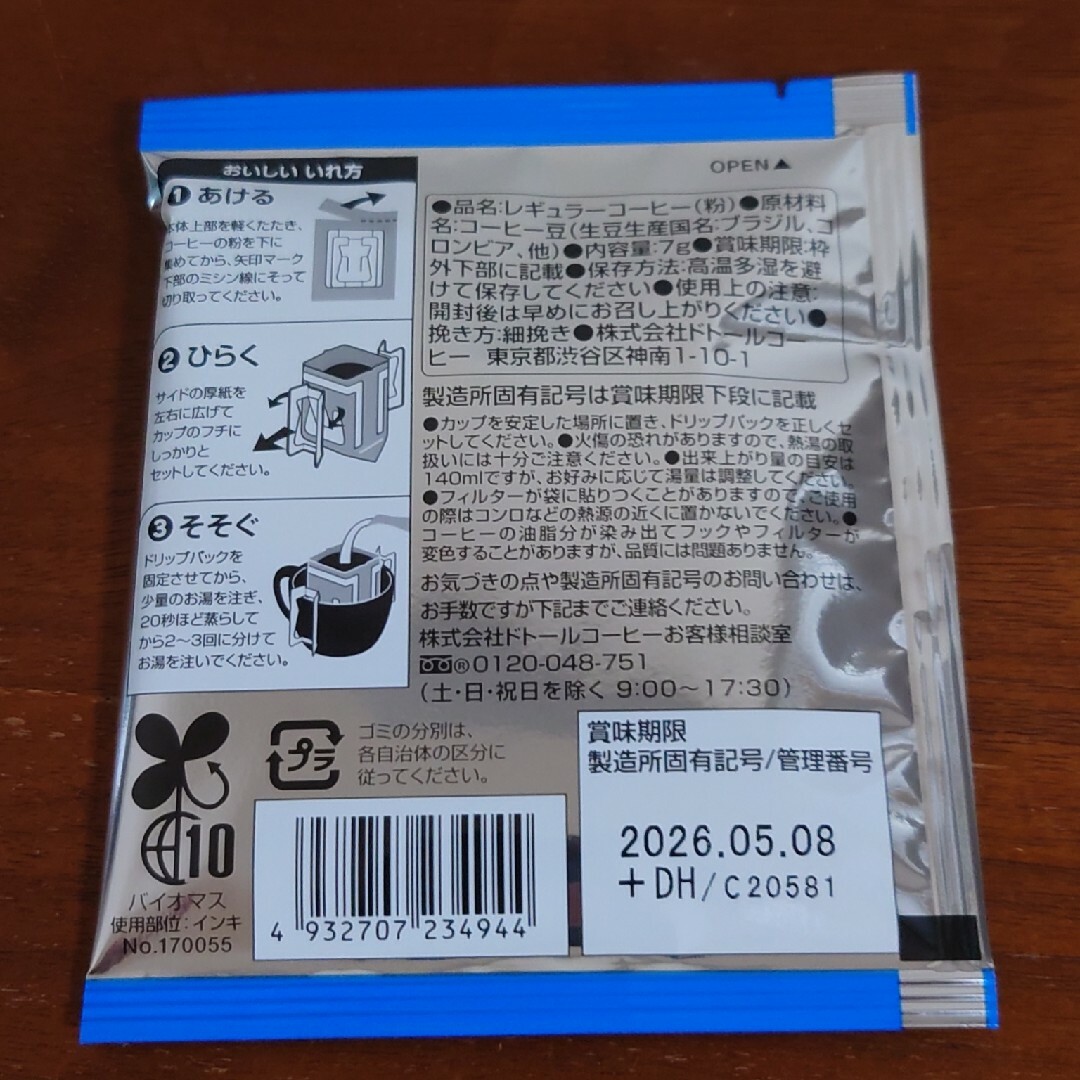 OPEN▲
おいしい いれ方
1 あける
本体上部を軽くたたき、
コーヒーの粉を下に
集めてから、矢印マーク
下部のミシン線にそって
切り取ってください。
2 ひらく
サイドの厚紙を
左右に広げて
カップのフチに
しっかりと
セットしてください。
3 そそぐ
ドリップバックを
固定させてから、
少量のお湯を注ぎ、
20秒ほど蒸らして
から2〜3回に分けて
お湯を注いでください。
●品名:レギュラーコーヒー(粉)●原材料
名:コーヒー豆(生豆生産国名:ブラジル、コ
ロンビア、他)●内容量:7g●賞味期限:枠
外下部に記載●保存方法:高温多湿を避
けて保存してください●使用上の注意:
開封後は早めにお召し上がりください●
挽き方:細挽き●株式会社ドトールコー
ヒー 東京都渋谷区神南1-10-1
製造所固有記号は賞味期限下段に記載
●カップを安定した場所に置き、ドリップバックを正しくセ
ットしてください。●火傷の恐れがありますので、熱湯の取
扱いには十分ご注意ください。●出来上がり量の目安は
140mlですが、お好みに応じて湯量は調整してください。
●フィルターが袋に貼りつくことがありますので、ご使用
の際はコンロなどの熱源の近くに置かないでください。●
コーヒーの油脂分が染み出てフックやフィルターが
変色することがありますが、品質には問題ありません。
お気づきの点や製造所固有記号のお問い合わせは、
お手数ですが下記までご連絡ください。
株式会社ドトールコーヒーお客様相談室
®0120-048-751
(土・日・祝日を除く 9:00〜17:30)
10
バイオマス
使用部位:インキ
No.170055
プラ
ゴミの分別は、
各自治体の区分に
従ってください。
4 932707 234944
賞味期限
製造所固有記号/管理番号
2026.05.08
+DH/C20581